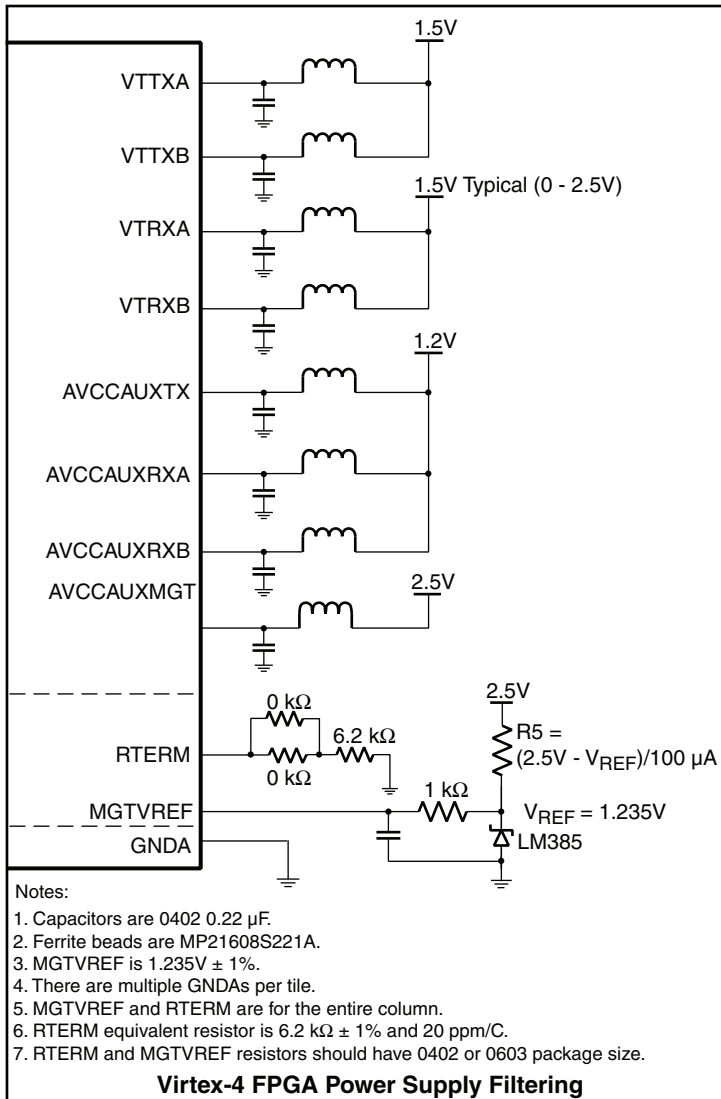 1.5V
VTTXA
VTTXB
1.5V Typical (0 - 2.5V)
VTRXA
VTRXB
1.2V
AVCCAUXTX
AVCCAUXRXA
AVCCAUXRXB
AVCCAUXMGT
2.5V
2.5V
0 kΩ
R5 =
(2.5V - VREF)/100 µA
6.2 kΩ
RTERM
0 kΩ
1 kΩ
MGTVREF
VREF = 1.235V
LM385
GNDA
Notes:
1. Capacitors are 0402 0.22 µF.
2. Ferrite beads are MP21608S221A.
3. MGTVREF is 1.235V ± 1%.
4. There are multiple GNDAs per tile.
5. MGTVREF and RTERM are for the entire column.
6. RTERM equivalent resistor is 6.2 kΩ ± 1% and 20 ppm/C.
7. RTERM and MGTVREF resistors should have 0402 or 0603 package size.
Virtex-4 FPGA Power Supply Filtering